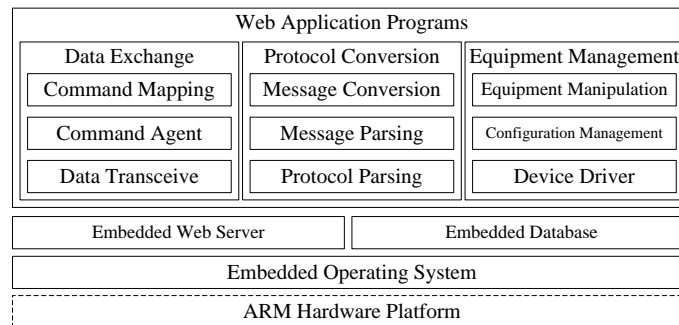 Web Application Programs
Data Exchange
Command Mapping
Command Agent
Data Transceive
Protocol Conversion
Message Conversion
Message Parsing
Protocol Parsing
Equipment Management
Equipment Manipulation
Configuration Management
Device Driver
Embedded Web Server
Embedded Database
Embedded Operating System
ARM Hardware Platform